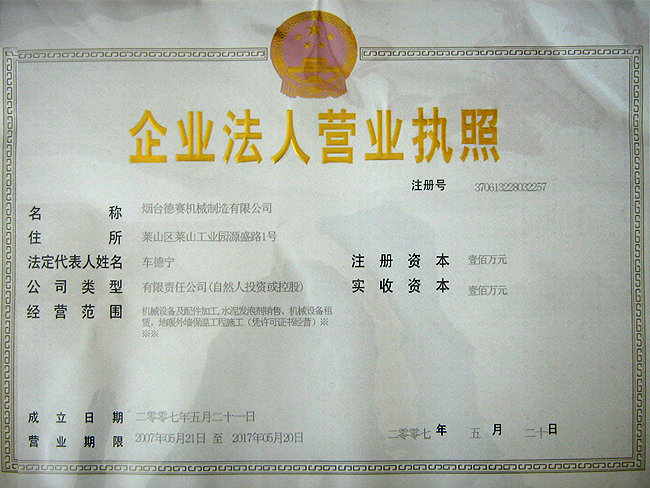 企业法人营业执照
注册号 370613228032257
名称 烟台德赛机械制造有限公司
住所 莱山区莱山工业园源盛路1号
法定代表人姓名 车德宁 注册资本 壹佰万元
公司类型 有限责任公司(自然人投资或控股) 实收资本 壹佰万元
经营范围 机械设备及配件加工,水泥发泡剂销售、机械设备租
赁,地暖外墙保温工程施工（凭许可证书经营）※
※※
成立日期 二〇〇七年五月二十一日
营业期限 2007年05月21日 至 2017年05月20日
二〇〇七 年 五 月 二十 日